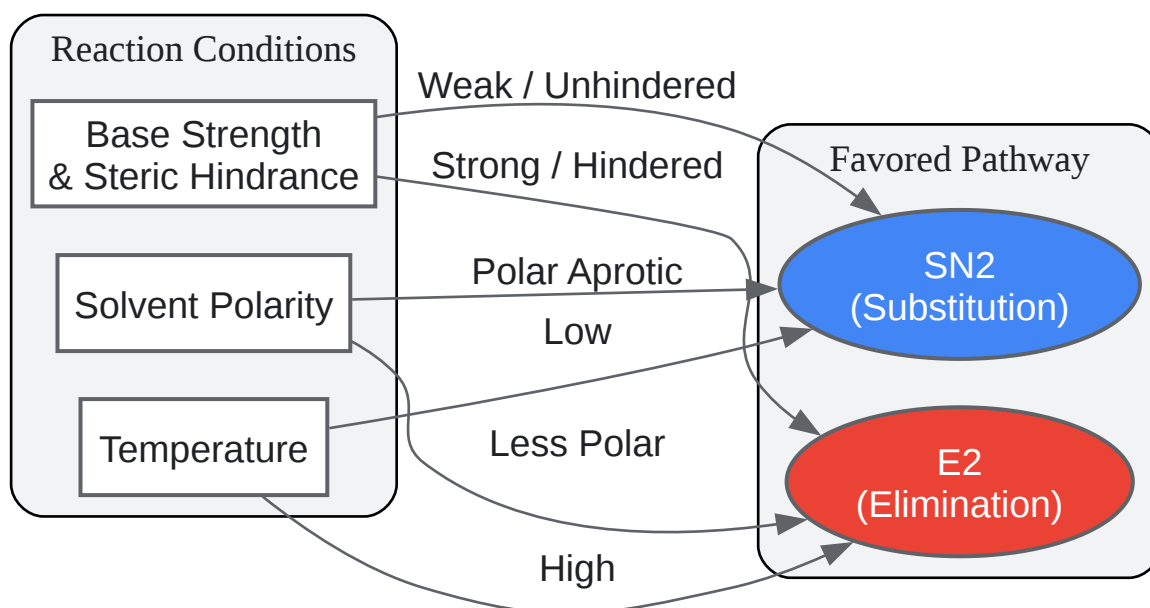 Reaction Conditions
Base Strength
& Steric Hindrance
Solvent Polarity
Temperature
Weak / Unhindered
Strong / Hindered
Polar Aprotic
Low
Less Polar
High
Favored Pathway
SN2
(Substitution)
E2
(Elimination)